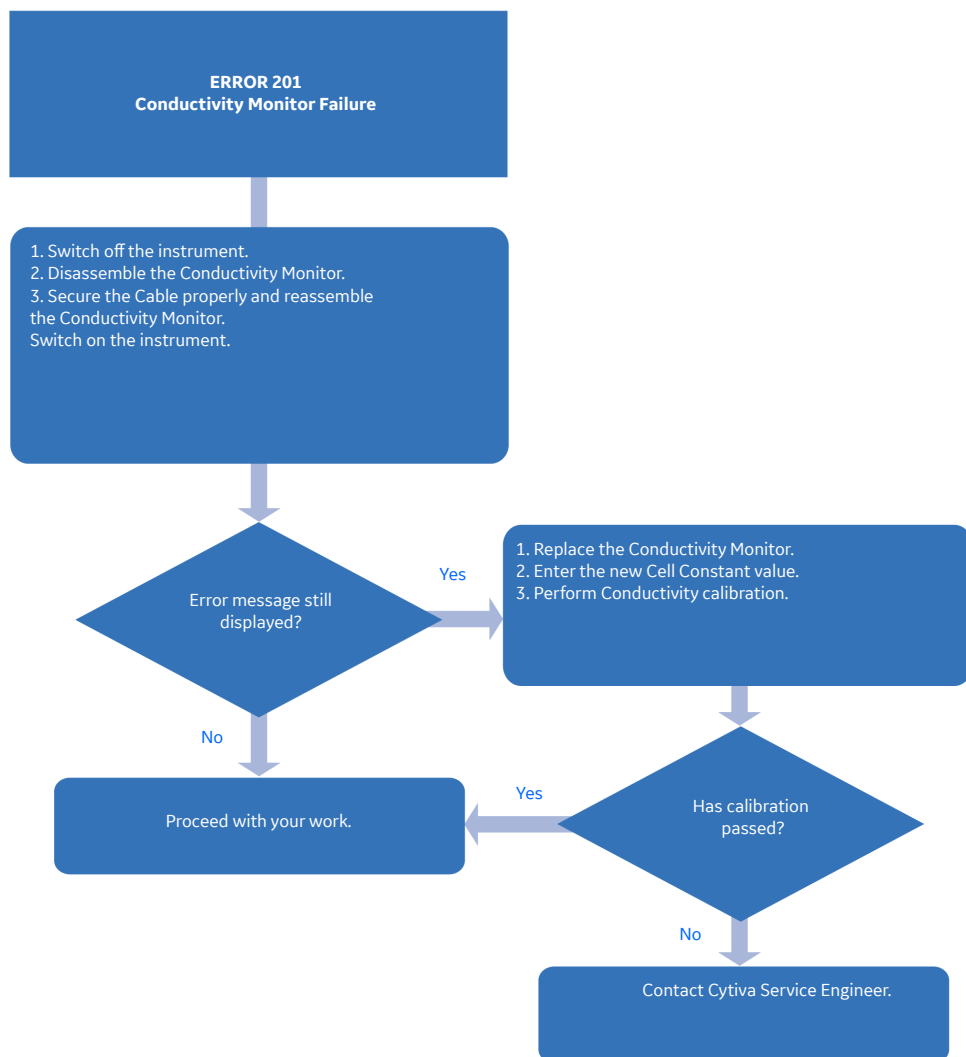 ERROR 201
Conductivity Monitor Failure
1. Switch off the instrument.
2. Disassemble the Conductivity Monitor.
3. Secure the Cable properly and reassemble
the Conductivity Monitor.
Switch on the instrument.
Error message still
displayed?
Yes
1. Replace the Conductivity Monitor.
2. Enter the new Cell Constant value.
3. Perform Conductivity calibration.
No
Proceed with your work.
Yes
Has calibration
passed?
No
Contact Cytiva Service Engineer.